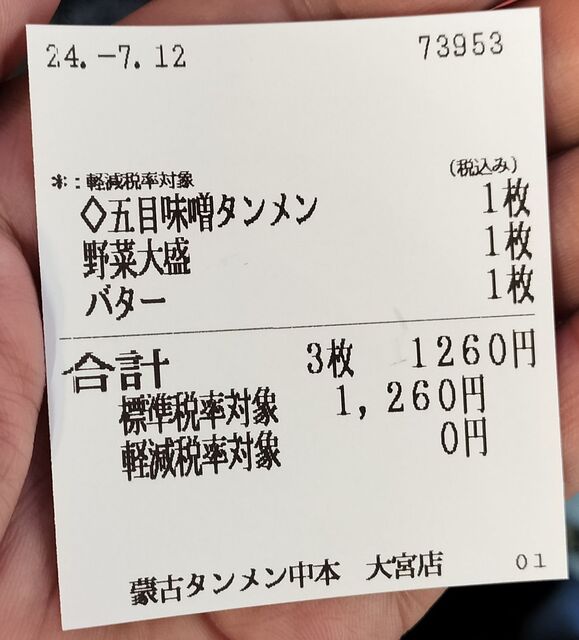 24.-7.12 73953
*：軽減税率対象 (税込み)
◇五目味噌タンメン 1枚
野菜大盛 1枚
バター 1枚
合計 3枚 1260円
標準税率対象 1,260円
軽減税率対象 0円
蒙古タンメン中本 大宮店 01